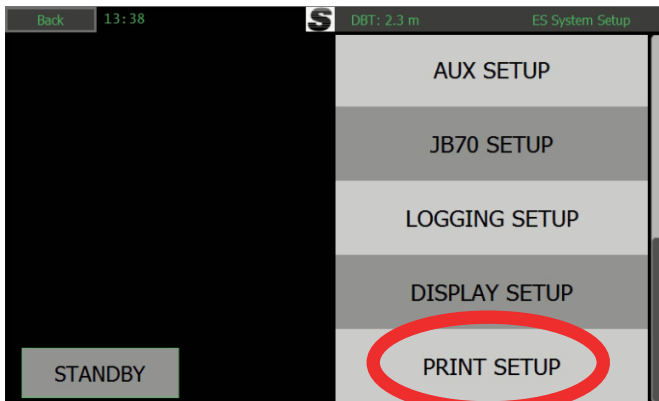 Back 13:38 S DBT: 2.3 m ES System Setup
AUX SETUP
JB70 SETUP
LOGGING SETUP
DISPLAY SETUP
STANDBY
PRINT SETUP